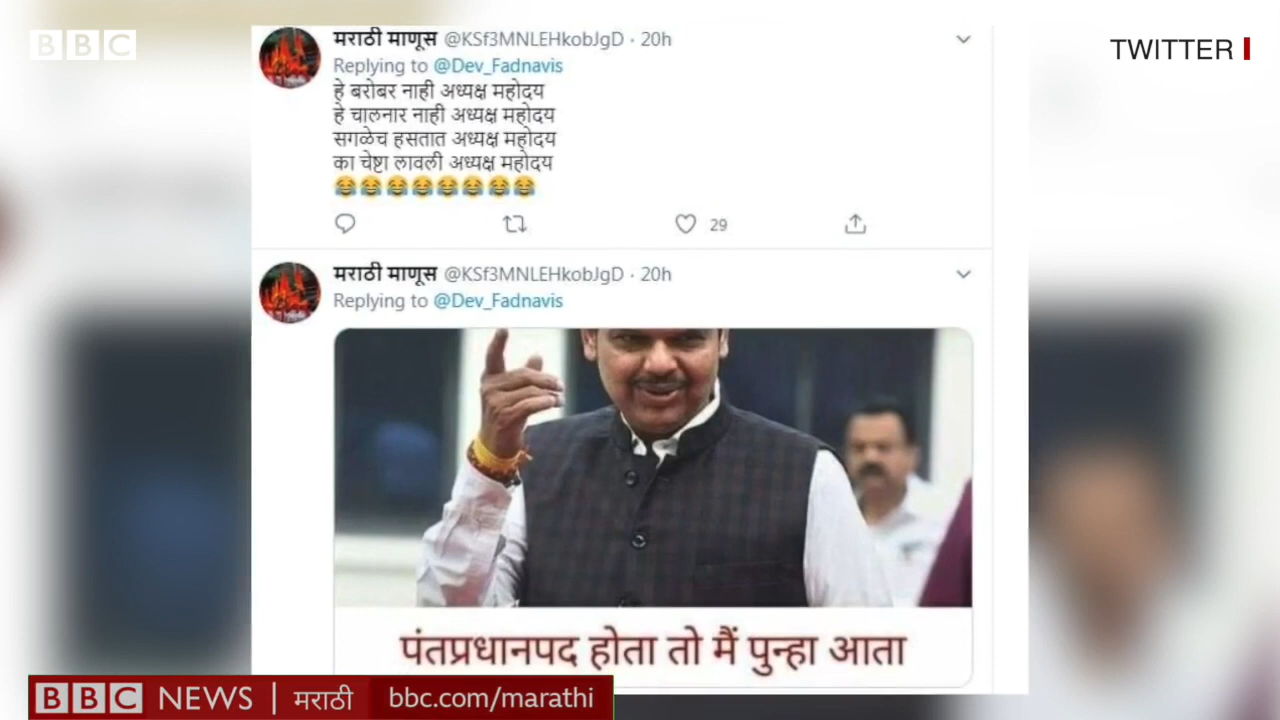 BBC
TWITTER
मराठी माणूस @KSf3MNLEHkobJgD · 20h
Replying to @Dev_Fadnavis
हे बरोबर नाही अध्यक्ष महोदय
हे चालनार नाही अध्यक्ष महोदय
सगळेच हसतात अध्यक्ष महोदय
का चेष्टा लावली अध्यक्ष महोदय
😂😂😂😂😂😂😂😂
29
मराठी माणूस @KSf3MNLEHkobJgD · 20h
Replying to @Dev_Fadnavis
पंतप्रधानपद होता तो मैं पुन्हा आता
BBC NEWS | मराठी bbc.com/marathi